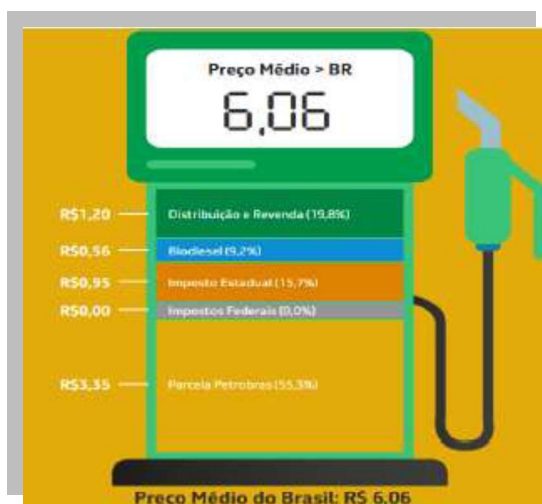 Preço Médio > BR
6,06
R$1,20 Distribuição e Revenda (19,8%)
R$0,56 Biodiesel (9,2%)
R$0,95 Imposto Estadual (15,7%)
R$0,00 Impostos Federais (0,0%)
R$3,35 Parcela Petrobras (55,3%)
Preço Médio do Brasil: R$ 6,06